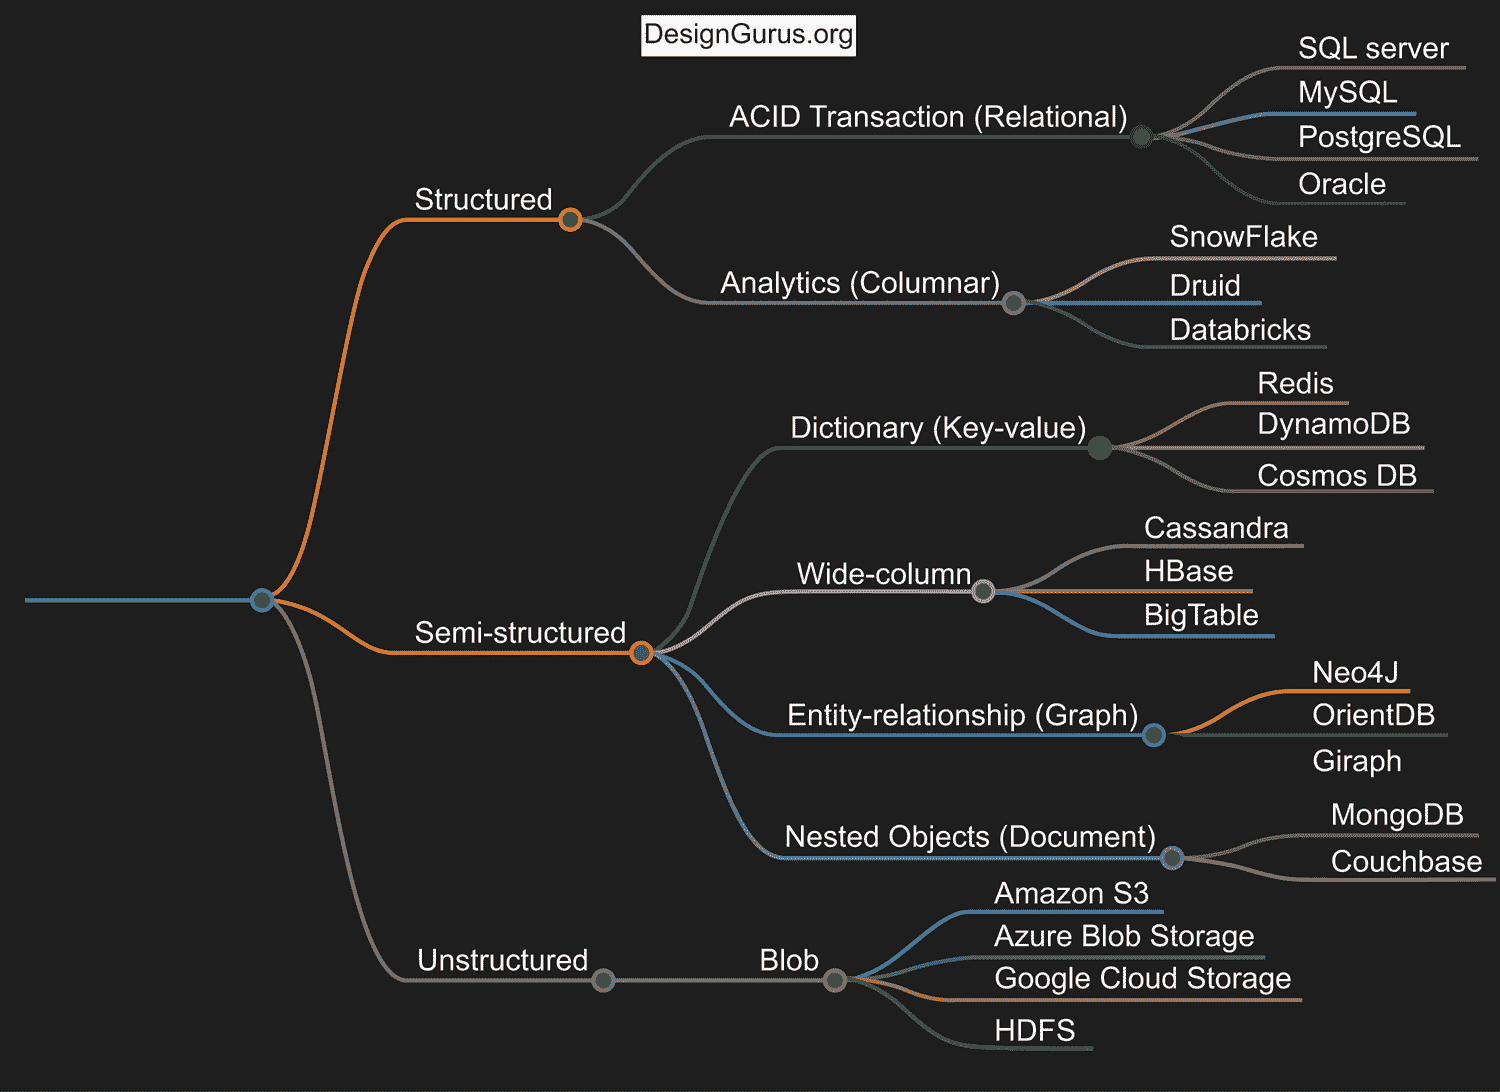 DesignGurus.org
Structured
ACID Transaction (Relational)
SQL server
MySQL
PostgreSQL
Oracle
Analytics (Columnar)
SnowFlake
Druid
Databricks
Semi-structured
Dictionary (Key-value)
Redis
DynamoDB
Cosmos DB
Wide-column
Cassandra
HBase
BigTable
Entity-relationship (Graph)
Neo4J
OrientDB
Giraph
Nested Objects (Document)
MongoDB
Couchbase
Unstructured
Blob
Amazon S3
Azure Blob Storage
Google Cloud Storage
HDFS